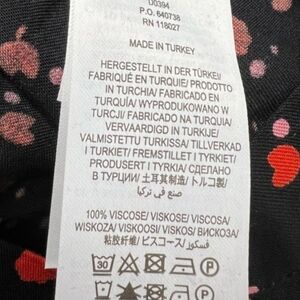 D0394
P.O. 640738
RN 118027
MADE IN TURKEY
HERGESTELLT IN DER TÜRKEI/
FABRIQUÉ EN TURQUIE/ PRODOTTO
IN TURCHIA/ FABRICADO EN
TURQUÍA/ WYPRODUKOWANO W
TURCJI/ FABRICADO NA TURQUIA/
VERVAARDIGD IN TURKIJE/
VALMISTETTU TURKISSA/ TILLVERKAD
I TURKIET/ FREMSTILLET I TYRKIET/
PRODUSERT I TYRKIA/ СДЕЛАНО
В ТУРЦИИ/ 土耳其制造/ トルコ製/
صنع في تركيا
100% VISCOSE/ VISKOSE/ VISCOSA/
WISKOZA/ VISKOOSI/ VISKOS/ ВИСКОЗА/
粘胶纤维/ ビスコース/ فسكوز
30
P